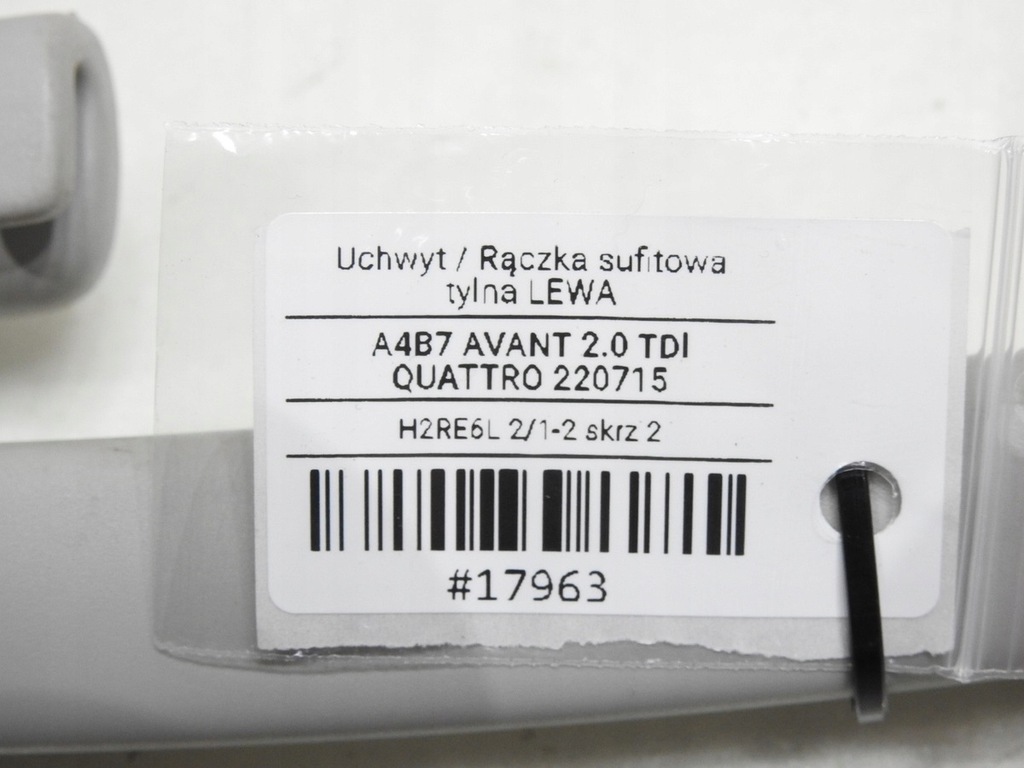 Uchwyt / Rączka sufitowa
tylna LEWA
A4B7 AVANT 2.0 TDI
QUATTRO 220715
H2RE6L 2/1-2 skrz 2
#17963